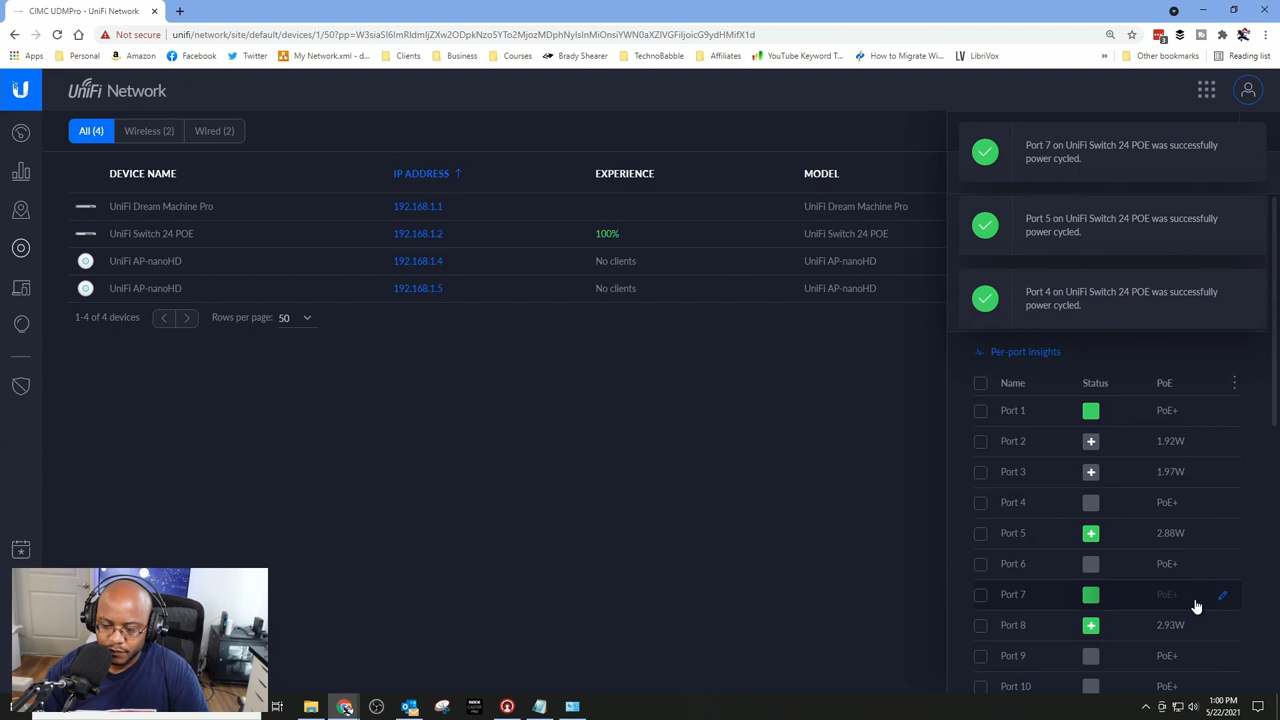 CIMC UDMPro - UniFi Network
Not secure
unifi/network/site/default/devices/1/50?pp=
Apps
Personal
Amazon
Facebook
Twitter
My Network.xml - d...
Clients
Business
Courses
Brady Shearer
TechnoBabble
Affiliates
YouTube Keyword T...
How to Migrate Wi...
LibriVox
»
Other bookmarks
Reading list
U
UniFi Network
All (4)
Wireless (2)
Wired (2)
DEVICE NAME IP ADDRESS ↑ EXPERIENCE MODEL
UniFi Dream Machine Pro 192.168.1.1 UniFi Dream Machine Pro
UniFi Switch 24 POE 192.168.1.2 100% UniFi Switch 24 POE
UniFi AP-nanoHD 192.168.1.4 No clients UniFi AP-nanoHD
UniFi AP-nanoHD 192.168.1.5 No clients UniFi AP-nanoHD
1-4 of 4 devices
Rows per page: 50
Port 7 on UniFi Switch 24 POE was successfully
power cycled.
Port 5 on UniFi Switch 24 POE was successfully
power cycled.
Port 4 on UniFi Switch 24 POE was successfully
power cycled.
Per-port Insights
Name Status PoE
Port 1 PoE+
Port 2 1.92W
Port 3 1.97W
Port 4 PoE+
Port 5 2.88W
Port 6 PoE+
Port 7 PoE+
Port 8 2.93W
Port 9 PoE+
Port 10 PoE+
1:00 PM
5/22/2021